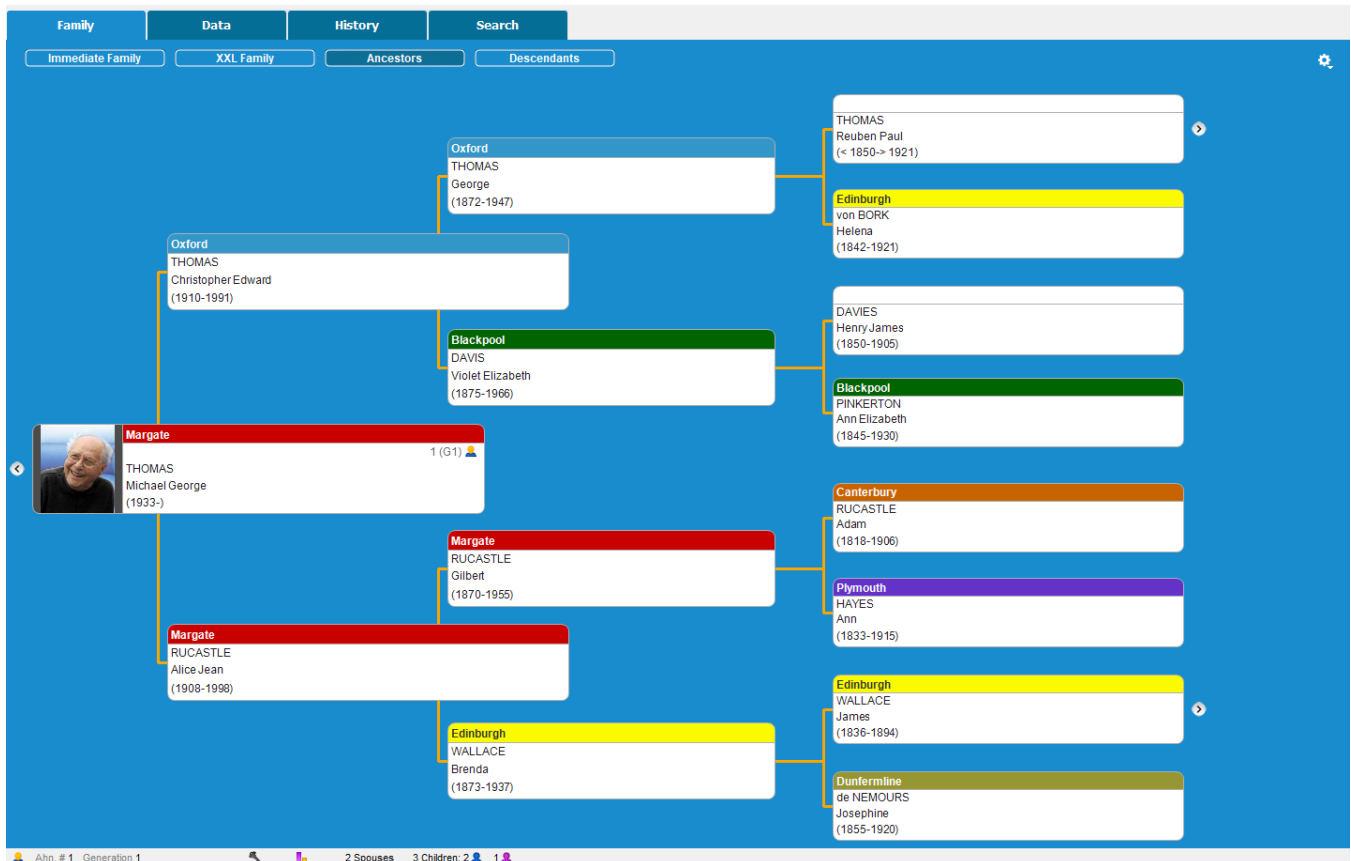 Family
Data
History
Search
Immediate Family
XXL Family
Ancestors
Descendants
THOMAS
Reuben Paul
(< 1850-> 1921)
Oxford
THOMAS
George
(1872-1947)
Edinburgh
von BORK
Helena
(1842-1921)
Oxford
THOMAS
Christopher Edward
(1910-1991)
DAVIES
Henry James
(1850-1905)
Blackpool
DAVIS
Violet Elizabeth
(1875-1966)
Blackpool
PINKERTON
Ann Elizabeth
(1845-1930)
Margate
1 (G1)
THOMAS
Michael George
(1933-)
Canterbury
RUCASTLE
Adam
(1818-1906)
Margate
RUCASTLE
Gilbert
(1870-1955)
Plymouth
HAYES
Ann
(1833-1915)
Margate
RUCASTLE
Alice Jean
(1908-1998)
Edinburgh
WALLACE
James
(1836-1894)
Edinburgh
WALLACE
Brenda
(1873-1937)
Dunfermline
de NEMOURS
Josephine
(1855-1920)
Ahn. # 1 Generation 1 2 Spouses 3 Children: 2 1